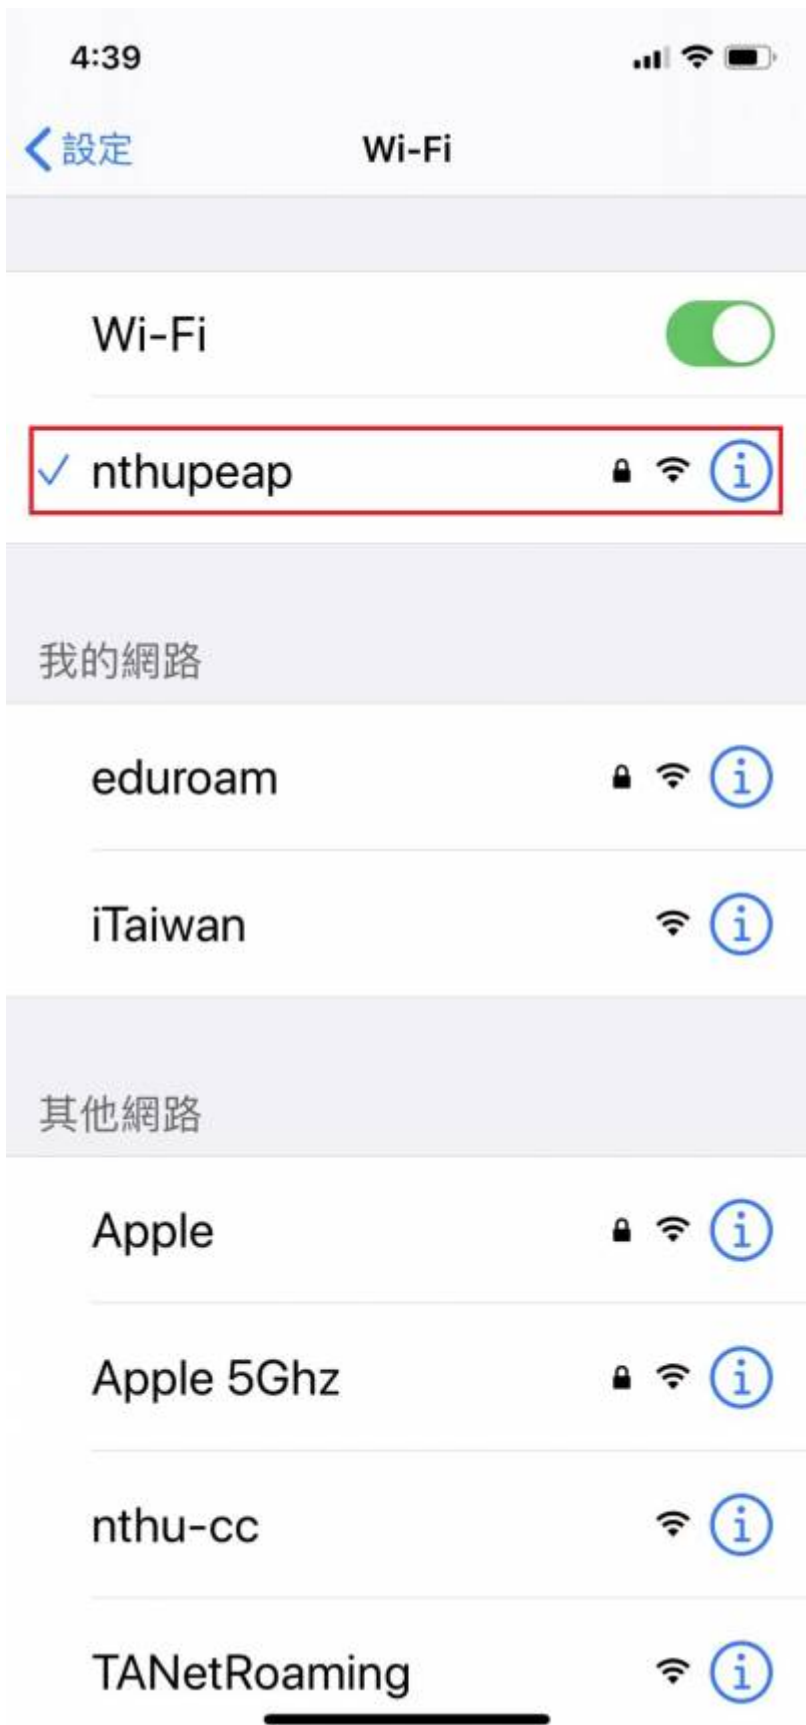 4:39
設定
Wi-Fi
Wi-Fi
nthupeap
我的網路
eduroam
iTaiwan
其他網路
Apple
Apple 5Ghz
nthu-cc
TANetRoaming